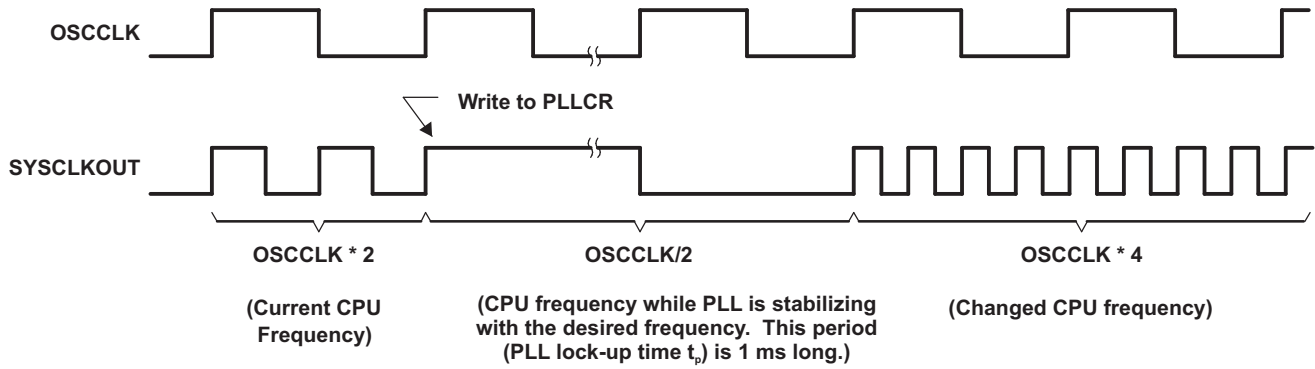 OSCCLK
Write to PLLCR
SYSCLKOUT
OSCCLK * 2
(Current CPU
Frequency)
OSCCLK/2
(CPU frequency while PLL is stabilizing
with the desired frequency. This period
(PLL lock-up time tp) is 1 ms long.)
OSCCLK * 4
(Changed CPU frequency)